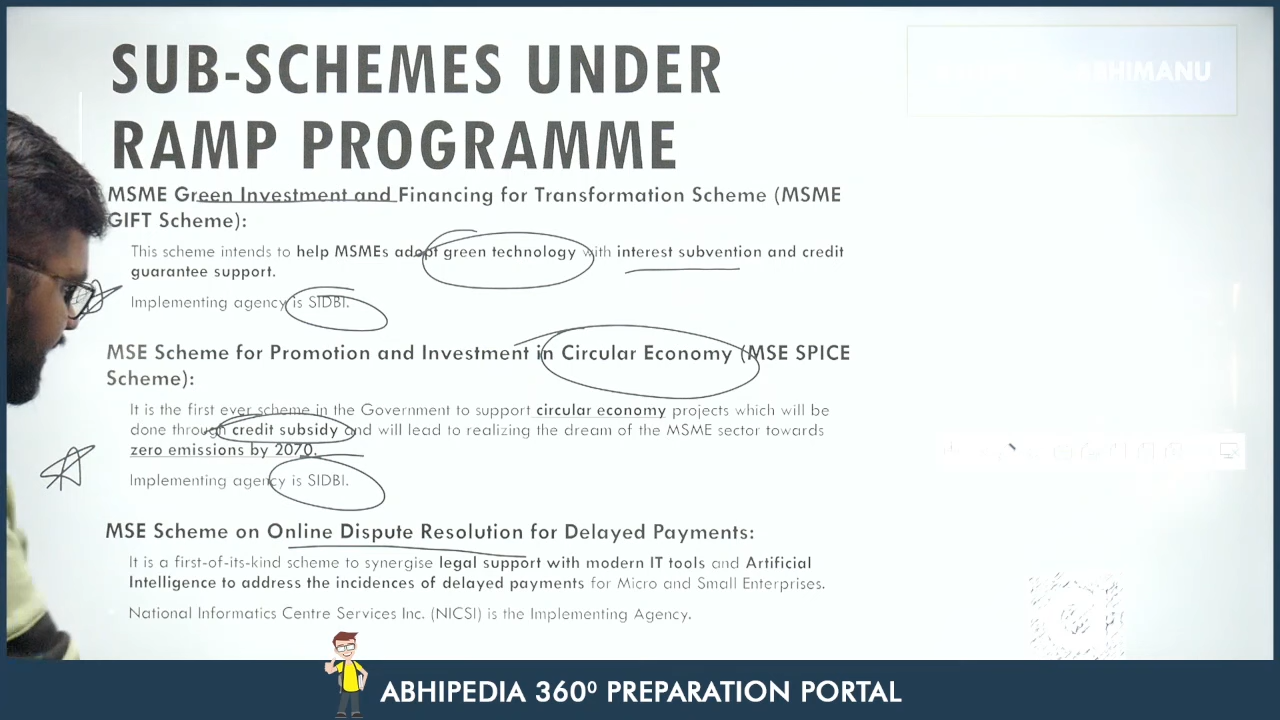 SUB-SCHEMES UNDER
RAMP PROGRAMME
MSME Green Investment and Financing for Transformation Scheme (MSME
GIFT Scheme):
This scheme intends to help MSMEs adopt green technology with interest subvention and credit
guarantee support.
Implementing agency is SIDBI.
MSE Scheme for Promotion and Investment in Circular Economy (MSE SPICE
Scheme):
It is the first ever scheme in the Government to support circular economy projects which will be
done through credit subsidy and will lead to realizing the dream of the MSME sector towards
zero emissions by 2070.
Implementing agency is SIDBI.
MSE Scheme on Online Dispute Resolution for Delayed Payments:
It is a first-of-its-kind scheme to synergise legal support with modern IT tools and Artificial
Intelligence to address the incidences of delayed payments for Micro and Small Enterprises.
National Informatics Centre Services Inc. (NICSI) is the Implementing Agency.
ABHIPEDIA 360⁰ PREPARATION PORTAL